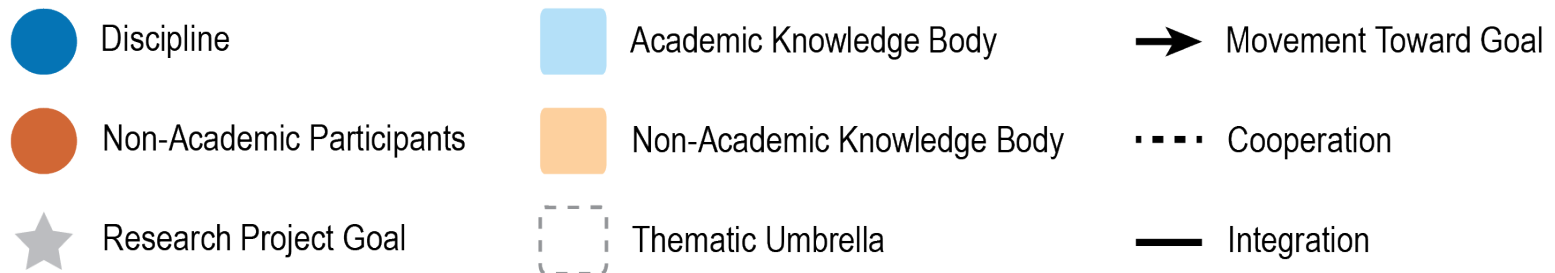 Discipline
Academic Knowledge Body
Movement Toward Goal
Non-Academic Participants
Non-Academic Knowledge Body
Cooperation
Research Project Goal
Thematic Umbrella
Integration